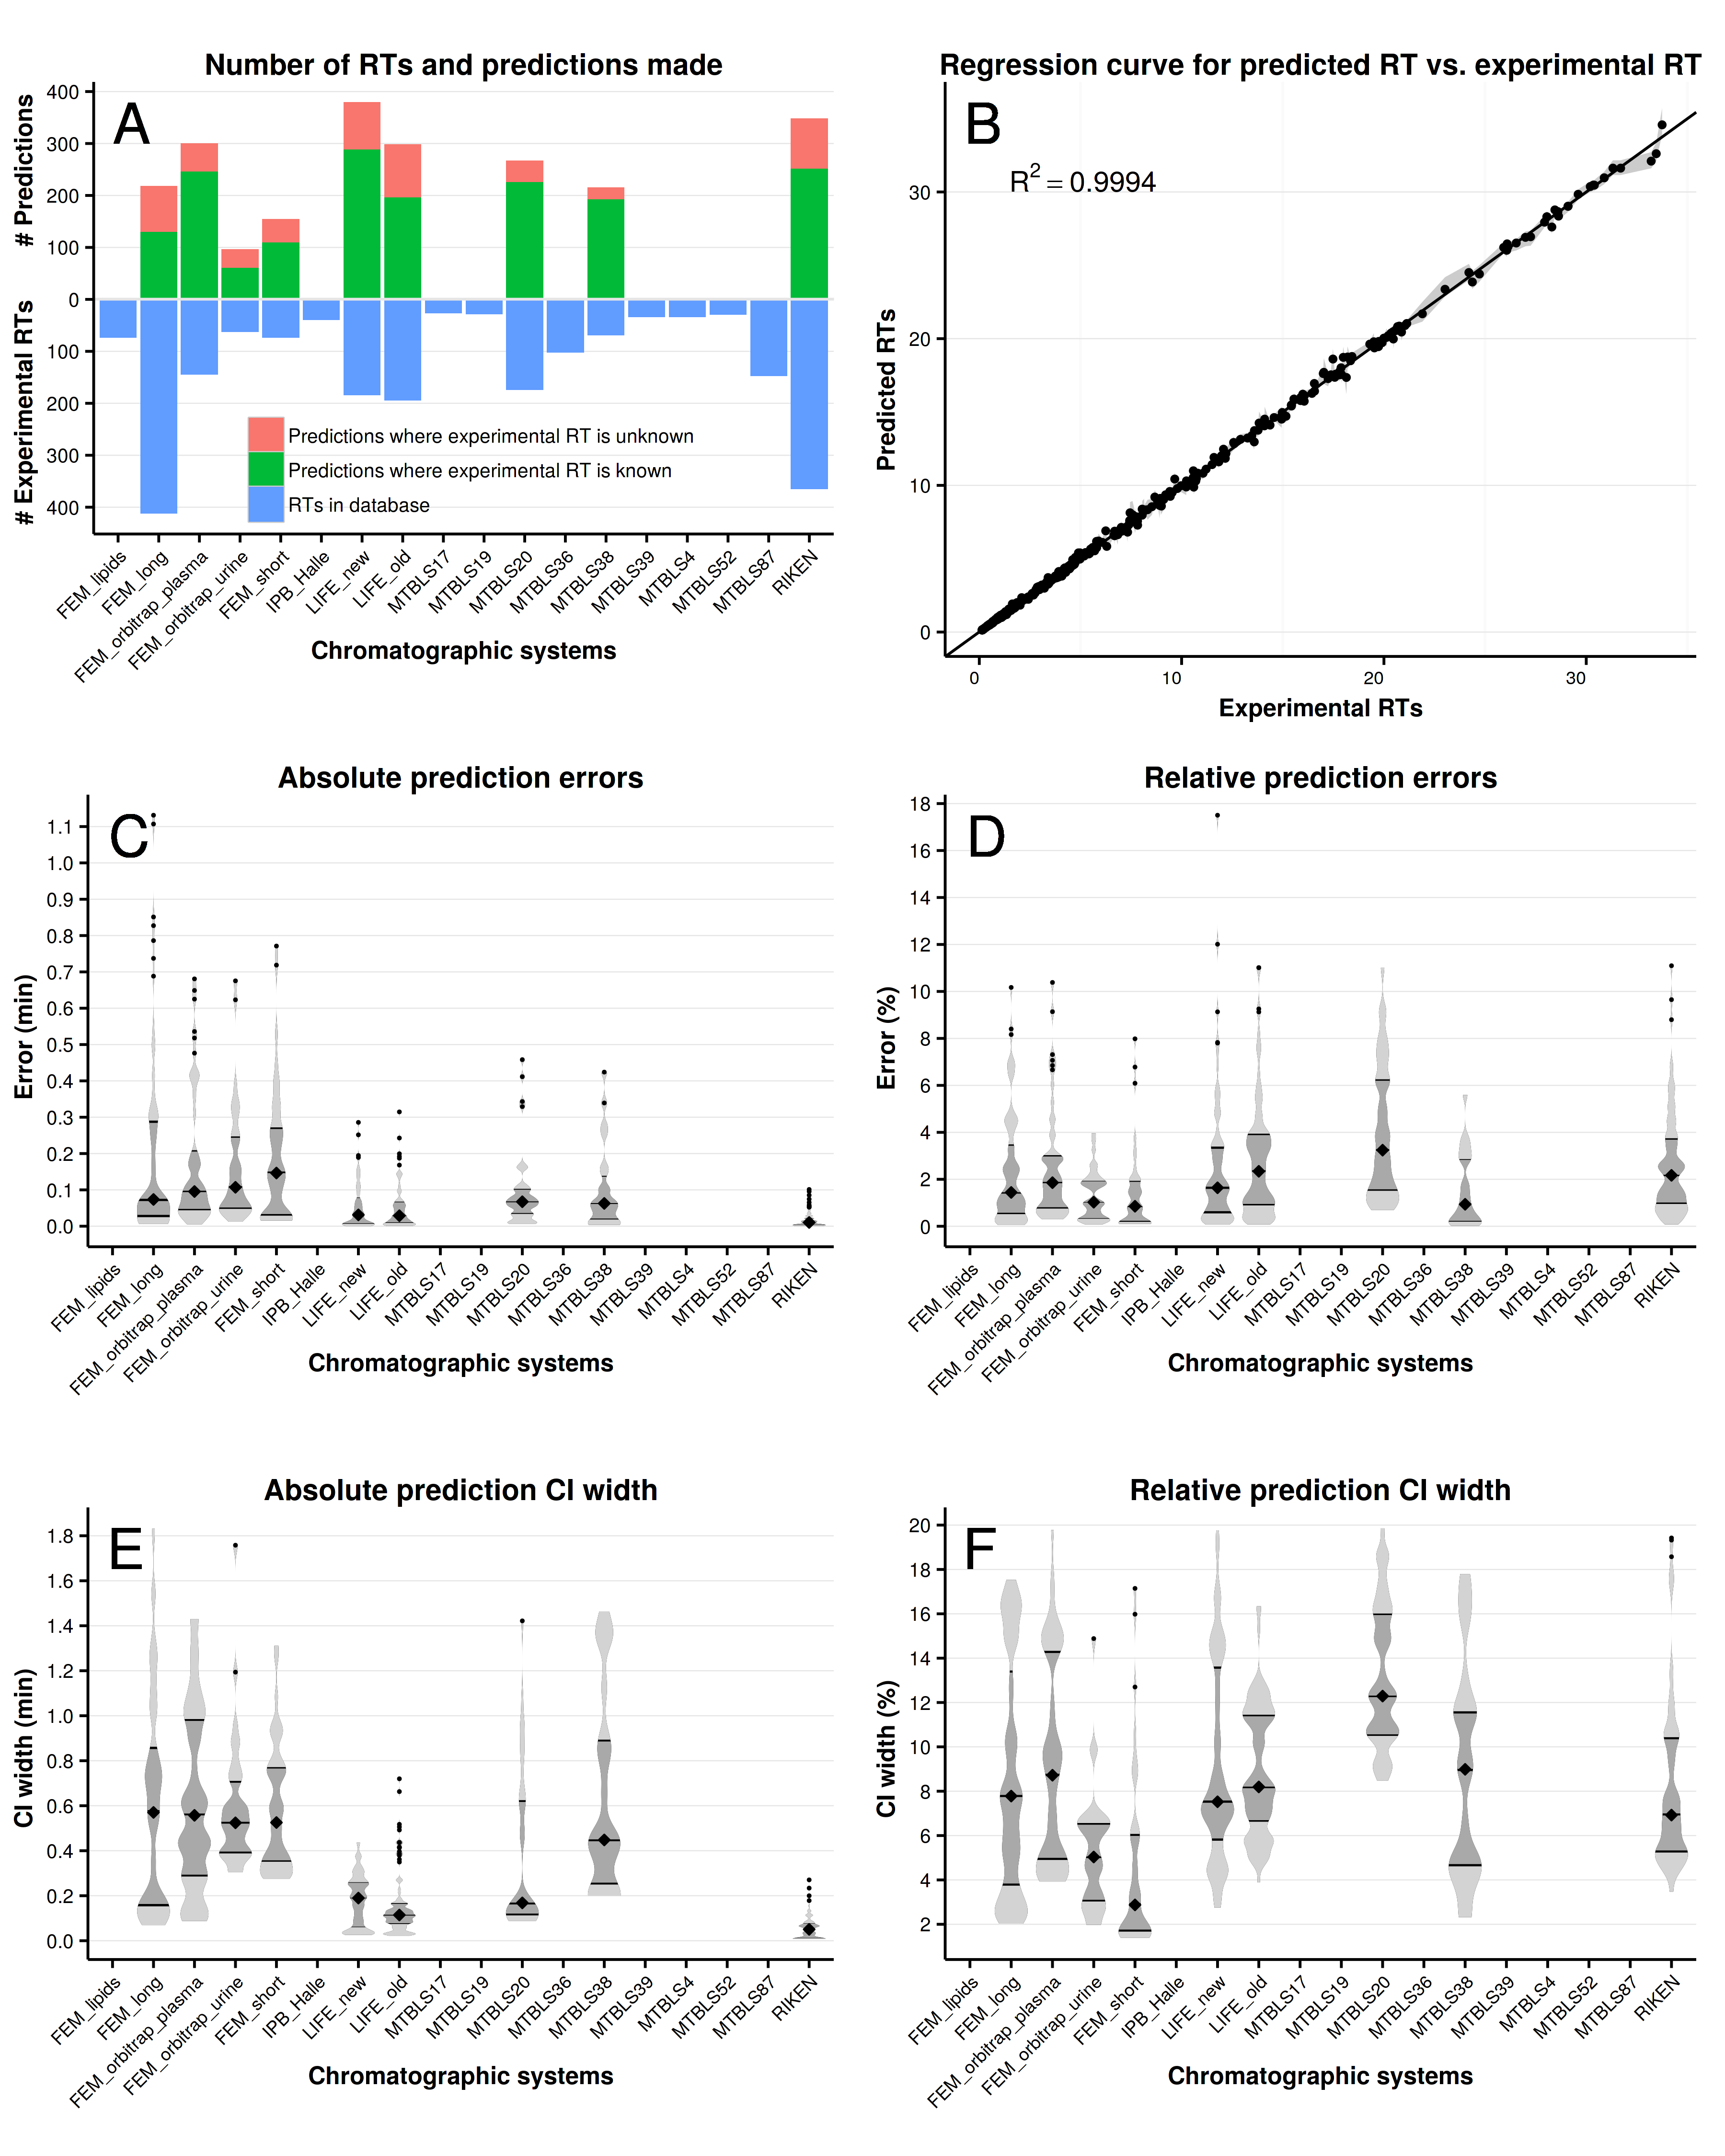 Number of RTs and predictions made
A
# Predictions
# Experimental RTs
400
300
200
100
0
100
200
300
400
Predictions where experimental RT is unknown
Predictions where experimental RT is known
RTs in database
FEM_lipids
FEM_long
FEM_orbitrap_plasma
FEM_orbitrap_urine
FEM_short
IPB_Halle
LIFE_new
LIFE_old
MTBLS17
MTBLS19
MTBLS20
MTBLS36
MTBLS38
MTBLS39
MTBLS4
MTBLS52
MTBLS87
RIKEN
Chromatographic systems
Regression curve for predicted RT vs. experimental RT
B
R² = 0.9994
Predicted RTs
30
20
10
0
0
10
20
30
Experimental RTs
Absolute prediction errors
C
Error (min)
1.1
1.0
0.9
0.8
0.7
0.6
0.5
0.4
0.3
0.2
0.1
0.0
FEM_lipids
FEM_long
FEM_orbitrap_plasma
FEM_orbitrap_urine
FEM_short
IPB_Halle
LIFE_new
LIFE_old
MTBLS17
MTBLS19
MTBLS20
MTBLS36
MTBLS38
MTBLS39
MTBLS4
MTBLS52
MTBLS87
RIKEN
Chromatographic systems
Relative prediction errors
D
Error (%)
18
16
14
12
10
8
6
4
2
0
FEM_lipids
FEM_long
FEM_orbitrap_plasma
FEM_orbitrap_urine
FEM_short
IPB_Halle
LIFE_new
LIFE_old
MTBLS17
MTBLS19
MTBLS20
MTBLS36
MTBLS38
MTBLS39
MTBLS4
MTBLS52
MTBLS87
RIKEN
Chromatographic systems
Absolute prediction CI width
E
CI width (min)
1.8
1.6
1.4
1.2
1.0
0.8
0.6
0.4
0.2
0.0
FEM_lipids
FEM_long
FEM_orbitrap_plasma
FEM_orbitrap_urine
FEM_short
IPB_Halle
LIFE_new
LIFE_old
MTBLS17
MTBLS19
MTBLS20
MTBLS36
MTBLS38
MTBLS39
MTBLS4
MTBLS52
MTBLS87
RIKEN
Chromatographic systems
Relative prediction CI width
F
CI width (%)
20
18
16
14
12
10
8
6
4
2
FEM_lipids
FEM_long
FEM_orbitrap_plasma
FEM_orbitrap_urine
FEM_short
IPB_Halle
LIFE_new
LIFE_old
MTBLS17
MTBLS19
MTBLS20
MTBLS36
MTBLS38
MTBLS39
MTBLS4
MTBLS52
MTBLS87
RIKEN
Chromatographic systems